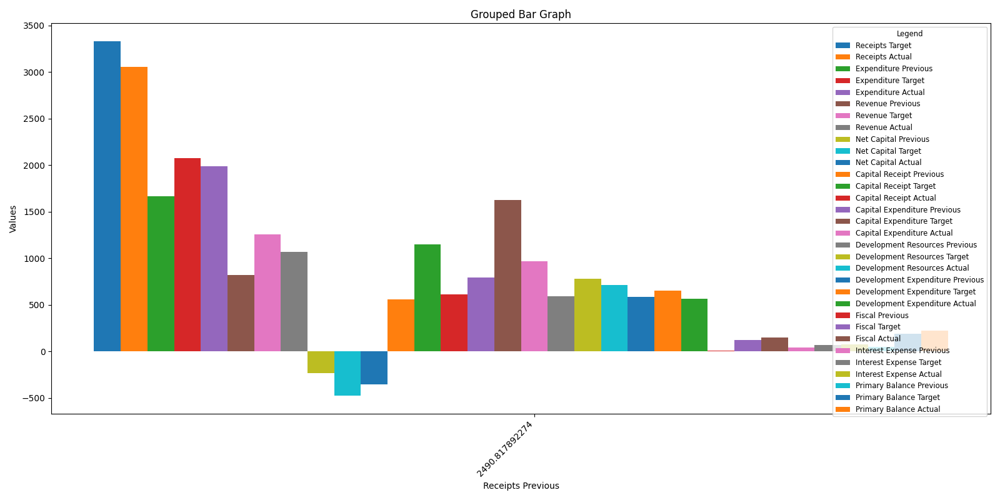 Grouped Bar Graph
3500
3000
2500
2000
1500
1000
500
0
−500
Values
2490.817892274
Receipts Previous
Legend
Receipts Target
Receipts Actual
Expenditure Previous
Expenditure Target
Expenditure Actual
Revenue Previous
Revenue Target
Revenue Actual
Net Capital Previous
Net Capital Target
Net Capital Actual
Capital Receipt Previous
Capital Receipt Target
Capital Receipt Actual
Capital Expenditure Previous
Capital Expenditure Target
Capital Expenditure Actual
Development Resources Previous
Development Resources Target
Development Resources Actual
Development Expenditure Previous
Development Expenditure Target
Development Expenditure Actual
Fiscal Previous
Fiscal Target
Fiscal Actual
Interest Expense Previous
Interest Expense Target
Interest Expense Actual
Primary Balance Previous
Primary Balance Target
Primary Balance Actual